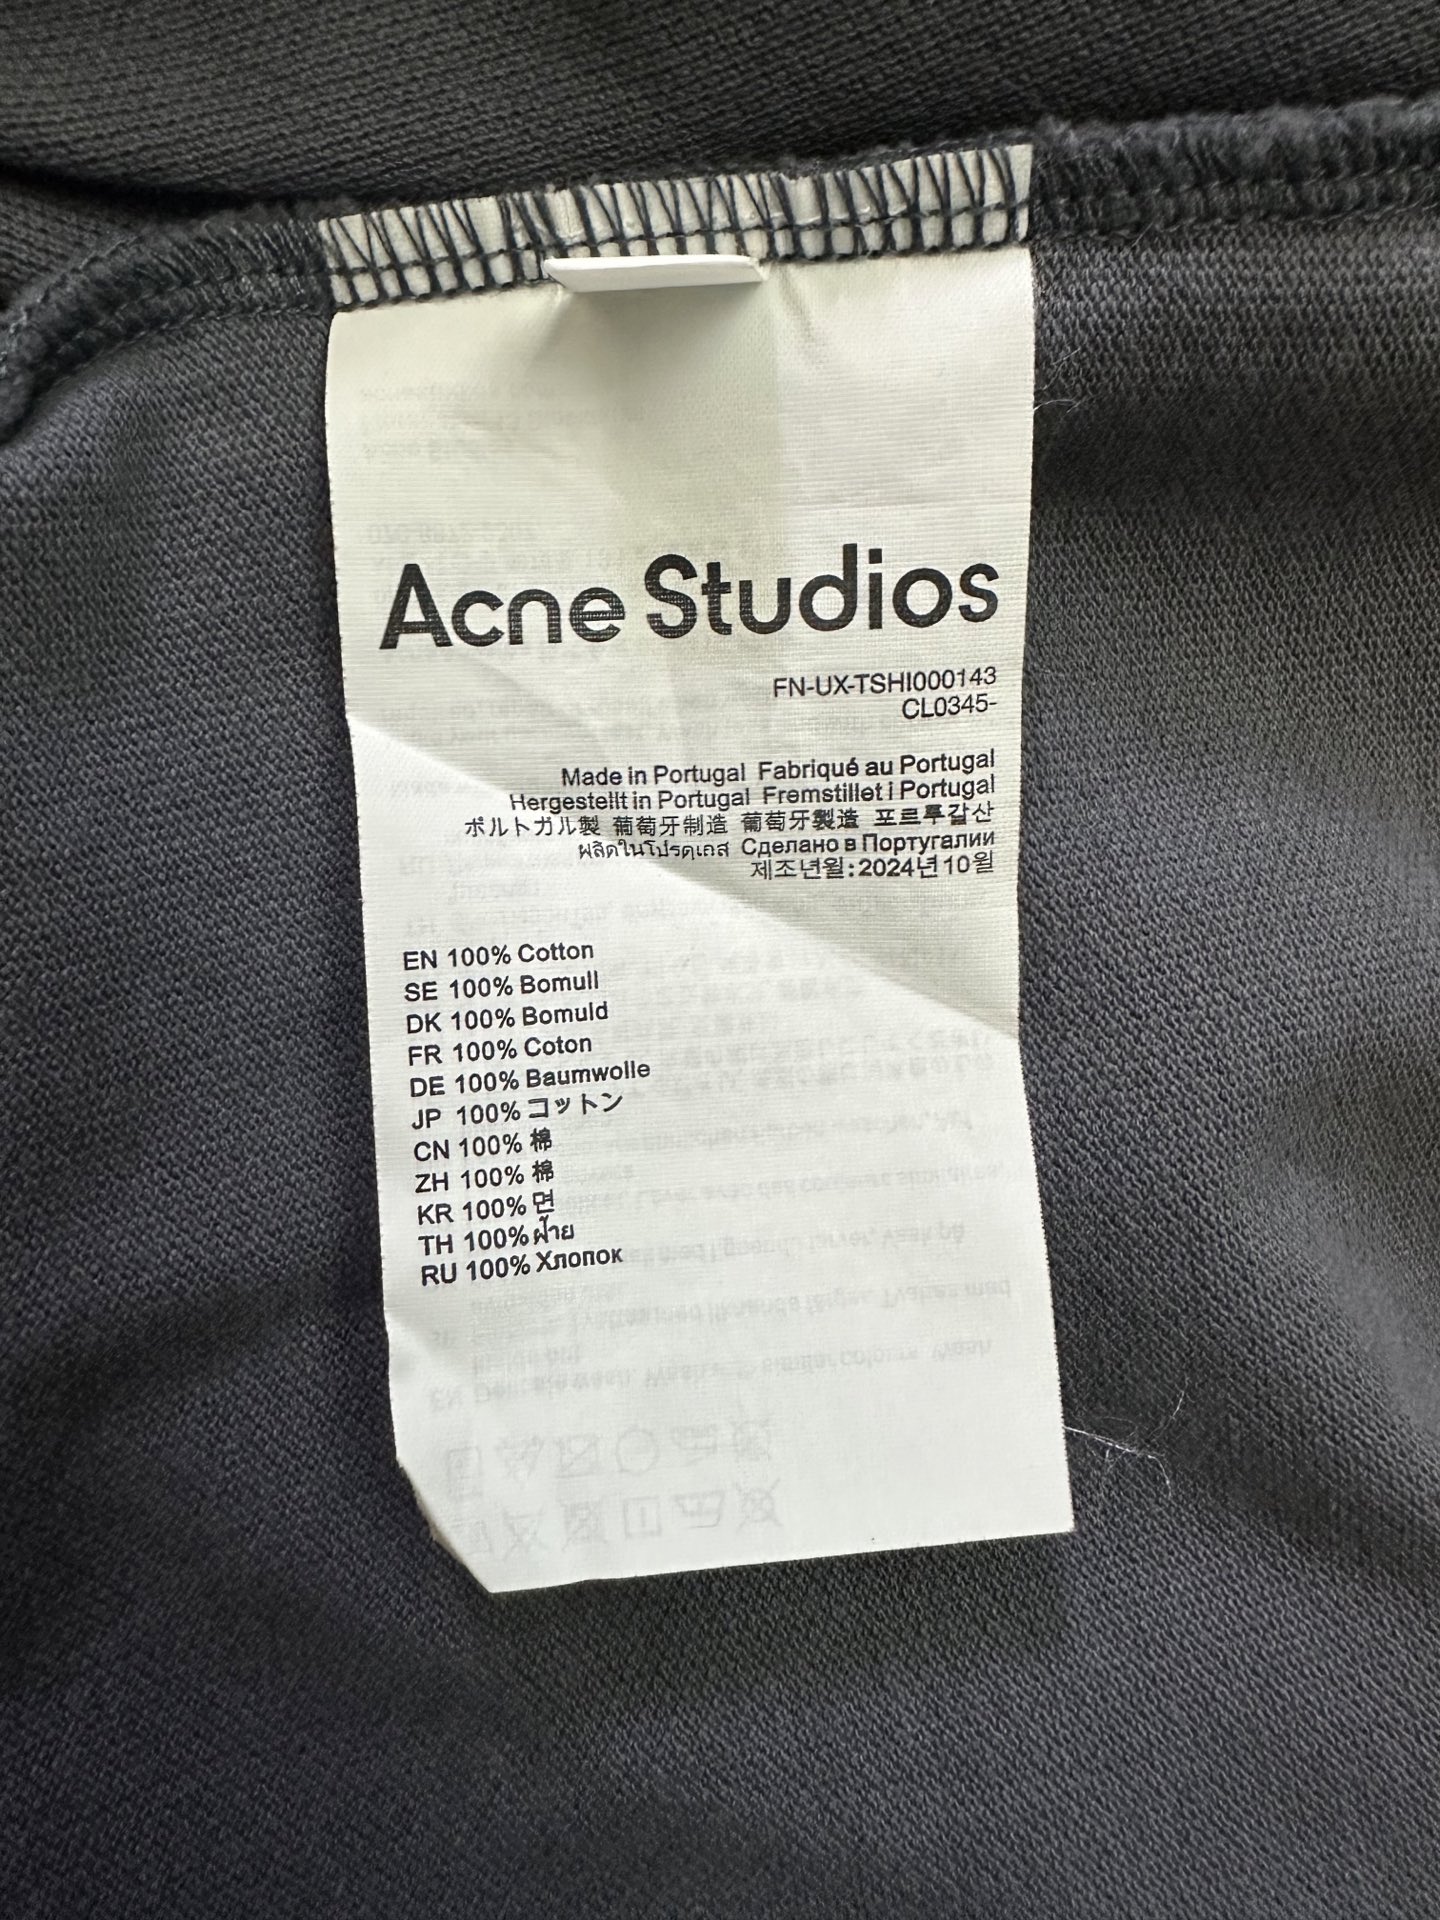 Acne Studios
FN-UX-TSHI000143
CL0345-
Made in Portugal Fabriqué au Portugal
Hergestellt in Portugal Fremstillet i Portugal
ポルトガル製 葡萄牙制造 葡萄牙製造 포르투갈산
ผลิตในโปรตุเกส Сделано в Португалии
제조년월:2024년10월
EN 100% Cotton
SE 100% Bomull
DK 100% Bomuld
FR 100% Coton
DE 100% Baumwolle
JP 100% コットン
CN 100% 棉
ZH 100% 棉
KR 100% 면
TH 100% ฝ้าย
RU 100% Хлопок